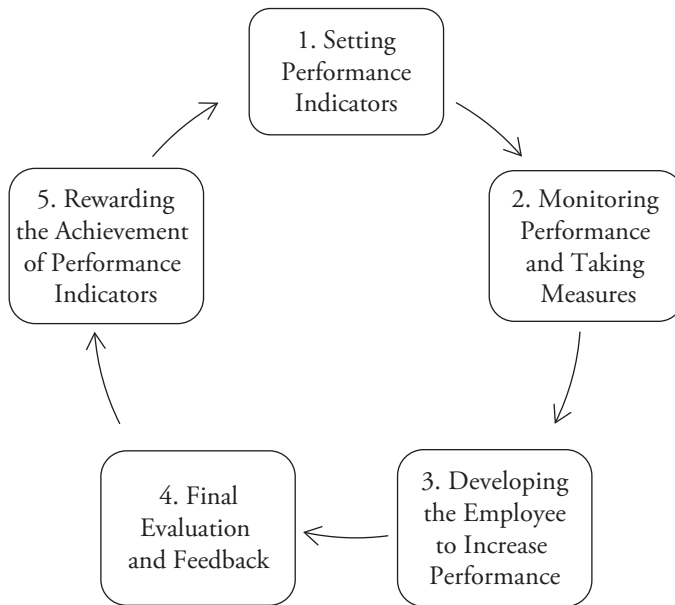 1. Setting
Performance
Indicators
2. Monitoring
Performance
and Taking
Measures
3. Developing
the Employee
to Increase
Performance
4. Final
Evaluation
and Feedback
5. Rewarding
the Achievement
of Performance
Indicators